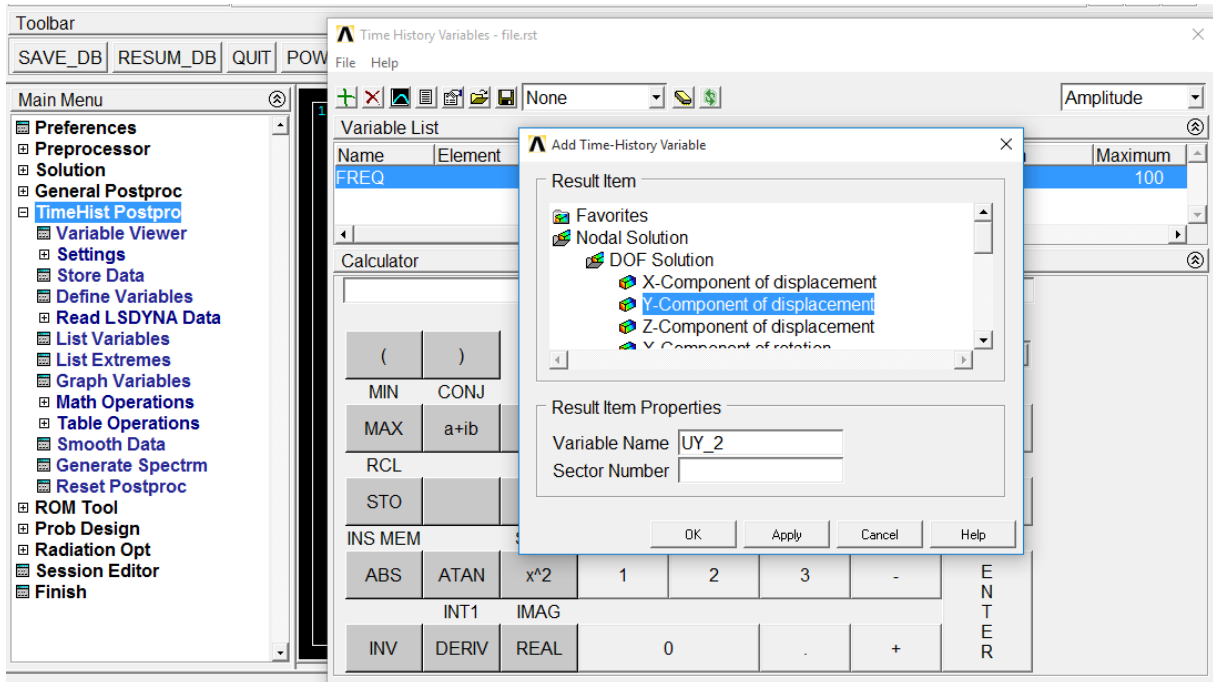 Toolbar
SAVE_DB RESUM_DB QUIT POW
Main Menu
Preferences
Preprocessor
Solution
General Postproc
TimeHist Postpro
Variable Viewer
Settings
Store Data
Define Variables
Read LSDYNA Data
List Variables
List Extremes
Graph Variables
Math Operations
Table Operations
Smooth Data
Generate Spectrm
Reset Postproc
ROM Tool
Prob Design
Radiation Opt
Session Editor
Finish
1
Time History Variables - file.rst
File Help
None Amplitude
Variable List
Name Element Maximum
FREQ 100
Calculator
( )
MIN CONJ
MAX a+ib
RCL
STO
INS MEM
ABS ATAN x^2 1 2 3 -
INT1 IMAG
INV DERIV REAL 0 . +
ENTER
Add Time-History Variable
Result Item
Favorites
Nodal Solution
DOF Solution
X-Component of displacement
Y-Component of displacement
Z-Component of displacement
X-Component of rotation
Result Item Properties
Variable Name UY_2
Sector Number
OK Apply Cancel Help